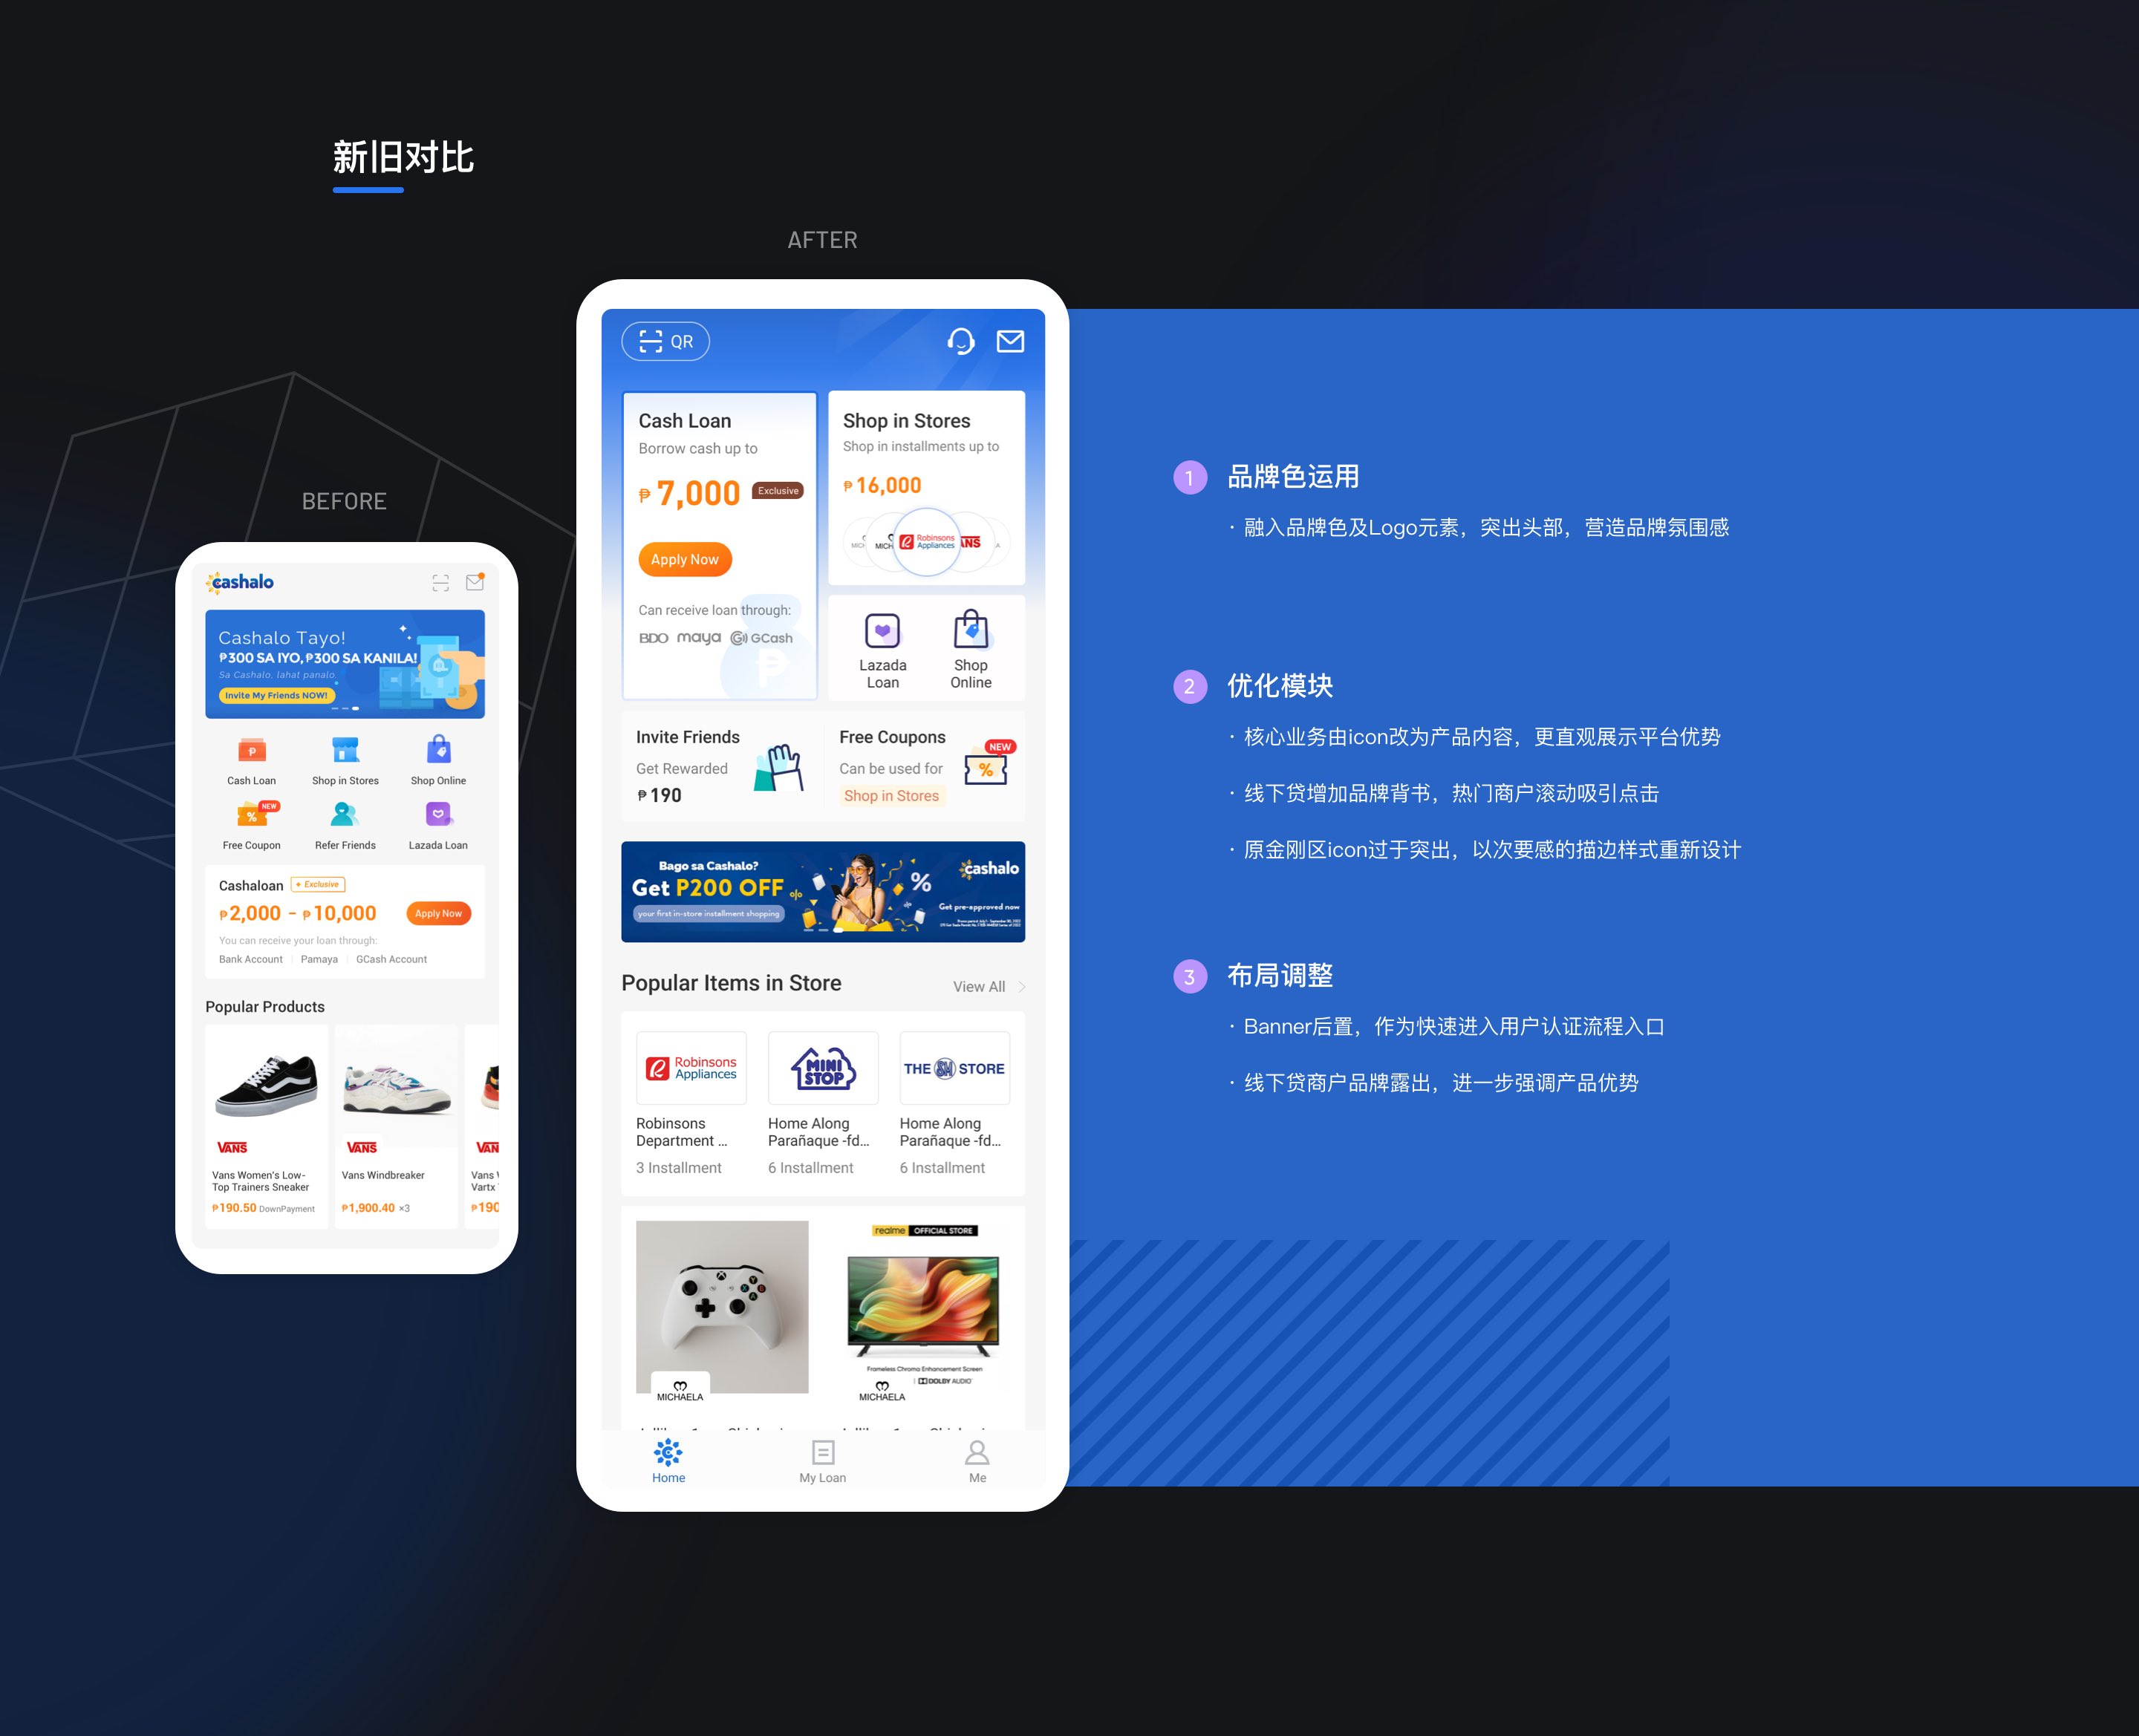 新旧对比
BEFORE
cashalo
Cashalo Tayo!
₱300 SA IYO, ₱300 SA KANILA!
Sa Cashalo, lahat panalo.
Invite My Friends NOW!
Cash Loan
Shop in Stores
Shop Online
NEW
Free Coupon
Refer Friends
Lazada Loan
Cashaloan
Exclusive
₱2,000 - ₱10,000
Apply Now
You can receive your loan through:
Bank Account
Pamaya
GCash Account
Popular Products
VANS
Vans Women's Low-
Top Trainers Sneaker
₱190.50 DownPayment
VANS
Vans Windbreaker
₱1,900.40 ×3
VAN
Vans
Vartx
₱190
AFTER
QR
Cash Loan
Borrow cash up to
₱ 7,000 Exclusive
Apply Now
Can receive loan through:
BDO maya GCash
Shop in Stores
Shop in installments up to
₱16,000
Robinsons
Appliances
Lazada
Loan
Shop
Online
Invite Friends
Get Rewarded
₱190
Free Coupons
NEW
Can be used for
Shop in Stores
Bago sa Cashalo?
Get P200 OFF
your first in-store installment shopping
cashalo
Get pre-approved now
Popular Items in Store
View All
Robinsons
Appliances
Robinsons
Department ...
3 Installment
MINI
STOP
Home Along
Parañaque -fd...
6 Installment
THE SM STORE
Home Along
Parañaque -fd...
6 Installment
MICHAELA
realme OFFICIAL STORE
Frameless Chroma Enhancement Screen
DOLBY AUDIO
MICHAELA
Home
My Loan
Me
1 品牌色运用
· 融入品牌色及Logo元素，突出头部，营造品牌氛围感
2 优化模块
· 核心业务由icon改为产品内容，更直观展示平台优势
· 线下贷增加品牌背书，热门商户滚动吸引点击
· 原金刚区icon过于突出，以次要感的描边样式重新设计
3 布局调整
· Banner后置，作为快速进入用户认证流程入口
· 线下贷商户品牌露出，进一步强调产品优势